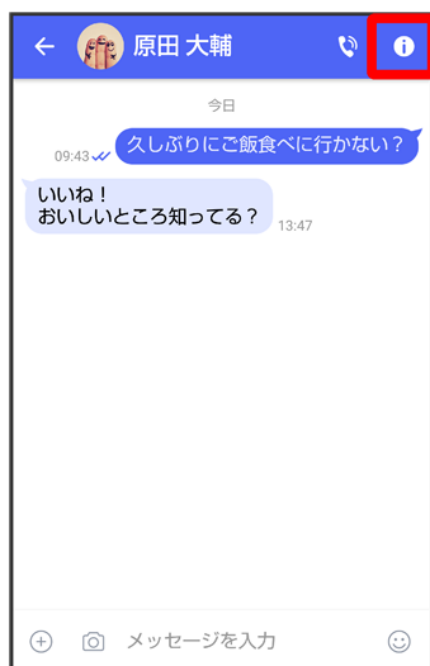 原田 大輔
今日
久しぶりにご飯食べに行かない？
09:43
いいね！
おいしいところ知ってる？
13:47
メッセージを入力